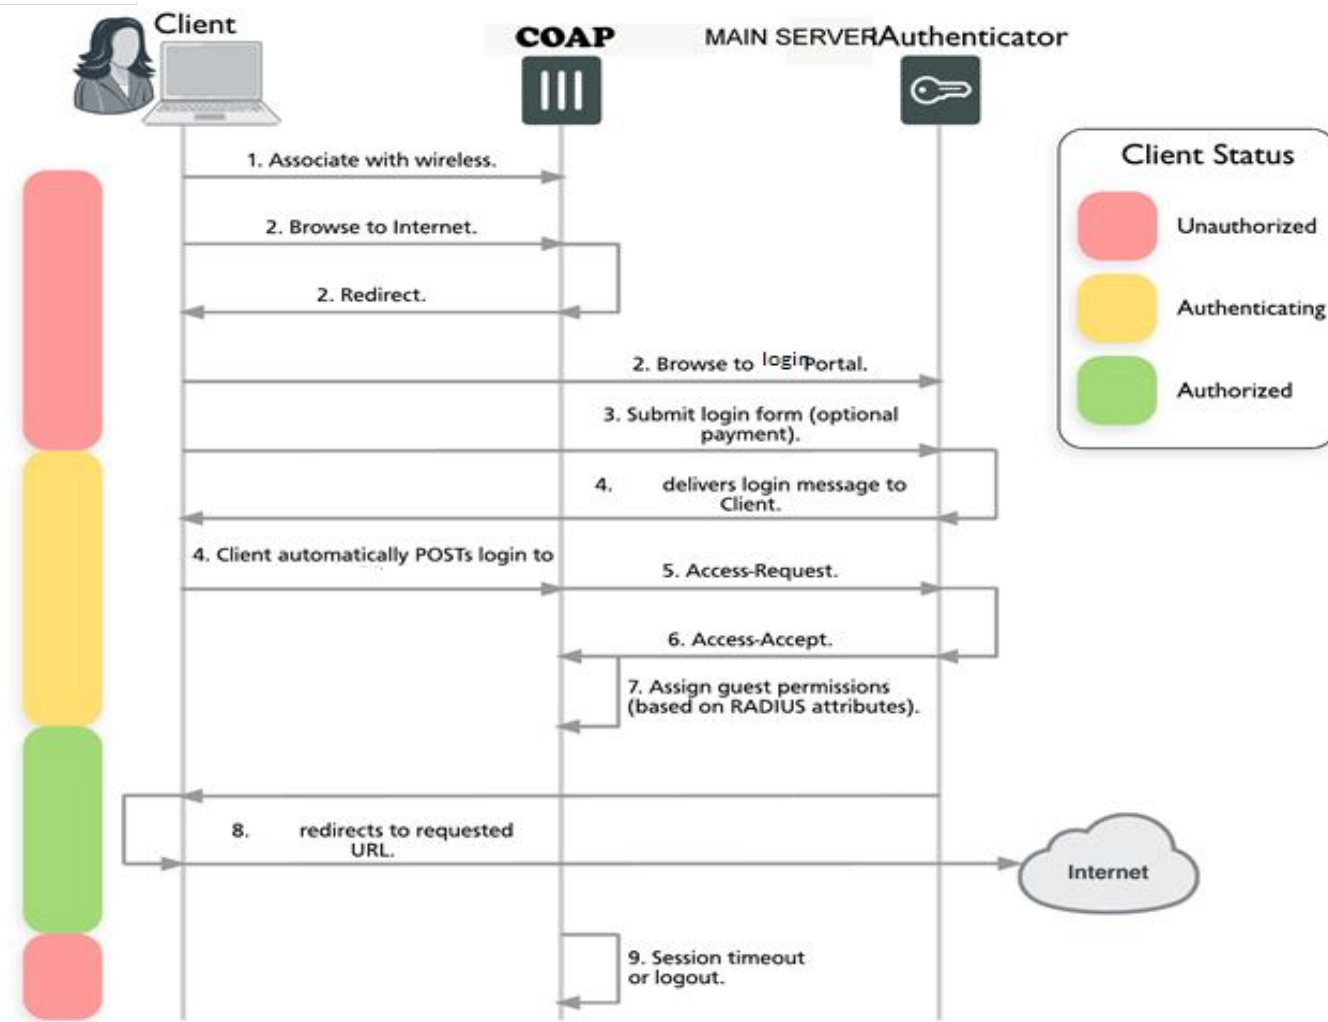 Client
COAP
MAIN SERVER/Authenticator
1. Associate with wireless.
2. Browse to Internet.
2. Redirect.
2. Browse to login Portal.
3. Submit login form (optional
payment).
4. delivers login message to
Client.
4. Client automatically POSTs login to
5. Access-Request.
6. Access-Accept.
7. Assign guest permissions
(based on RADIUS attributes).
8. redirects to requested
URL.
Internet
9. Session timeout
or logout.
Client Status
Unauthorized
Authenticating
Authorized